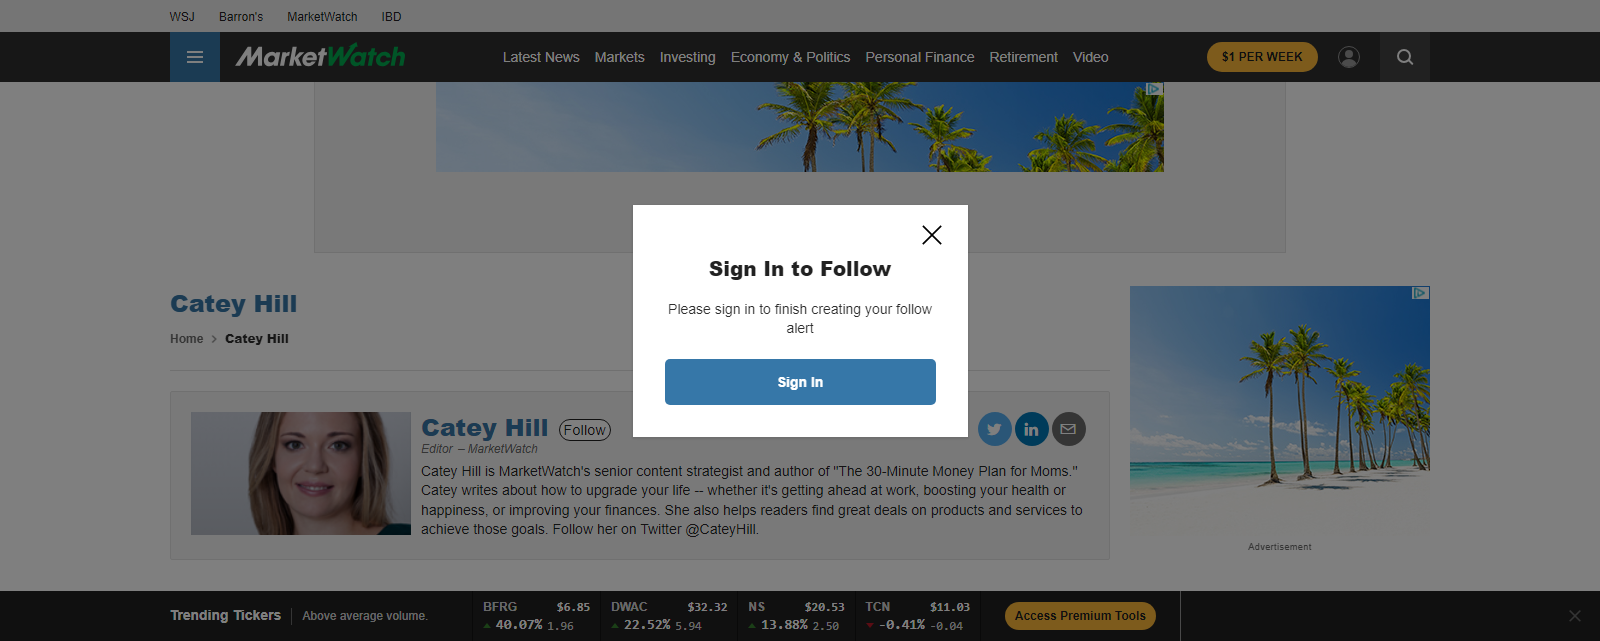 WSJ Barron's MarketWatch IBD
MarketWatch Latest News Markets Investing Economy & Politics Personal Finance Retirement Video $1 PER WEEK
Sign In to Follow
Please sign in to finish creating your follow
alert
Sign In
Catey Hill
Home > Catey Hill
Catey Hill Follow
Editor – MarketWatch
Catey Hill is MarketWatch's senior content strategist and author of "The 30-Minute Money Plan for Moms."
Catey writes about how to upgrade your life -- whether it's getting ahead at work, boosting your health or
happiness, or improving your finances. She also helps readers find great deals on products and services to
achieve those goals. Follow her on Twitter @CateyHill.
Advertisement
Trending Tickers Above average volume.
BFRG $6.85
40.07% 1.96
DWAC $32.32
22.52% 5.94
NS $20.53
13.88% 2.50
TCN $11.03
-0.41% -0.04
Access Premium Tools